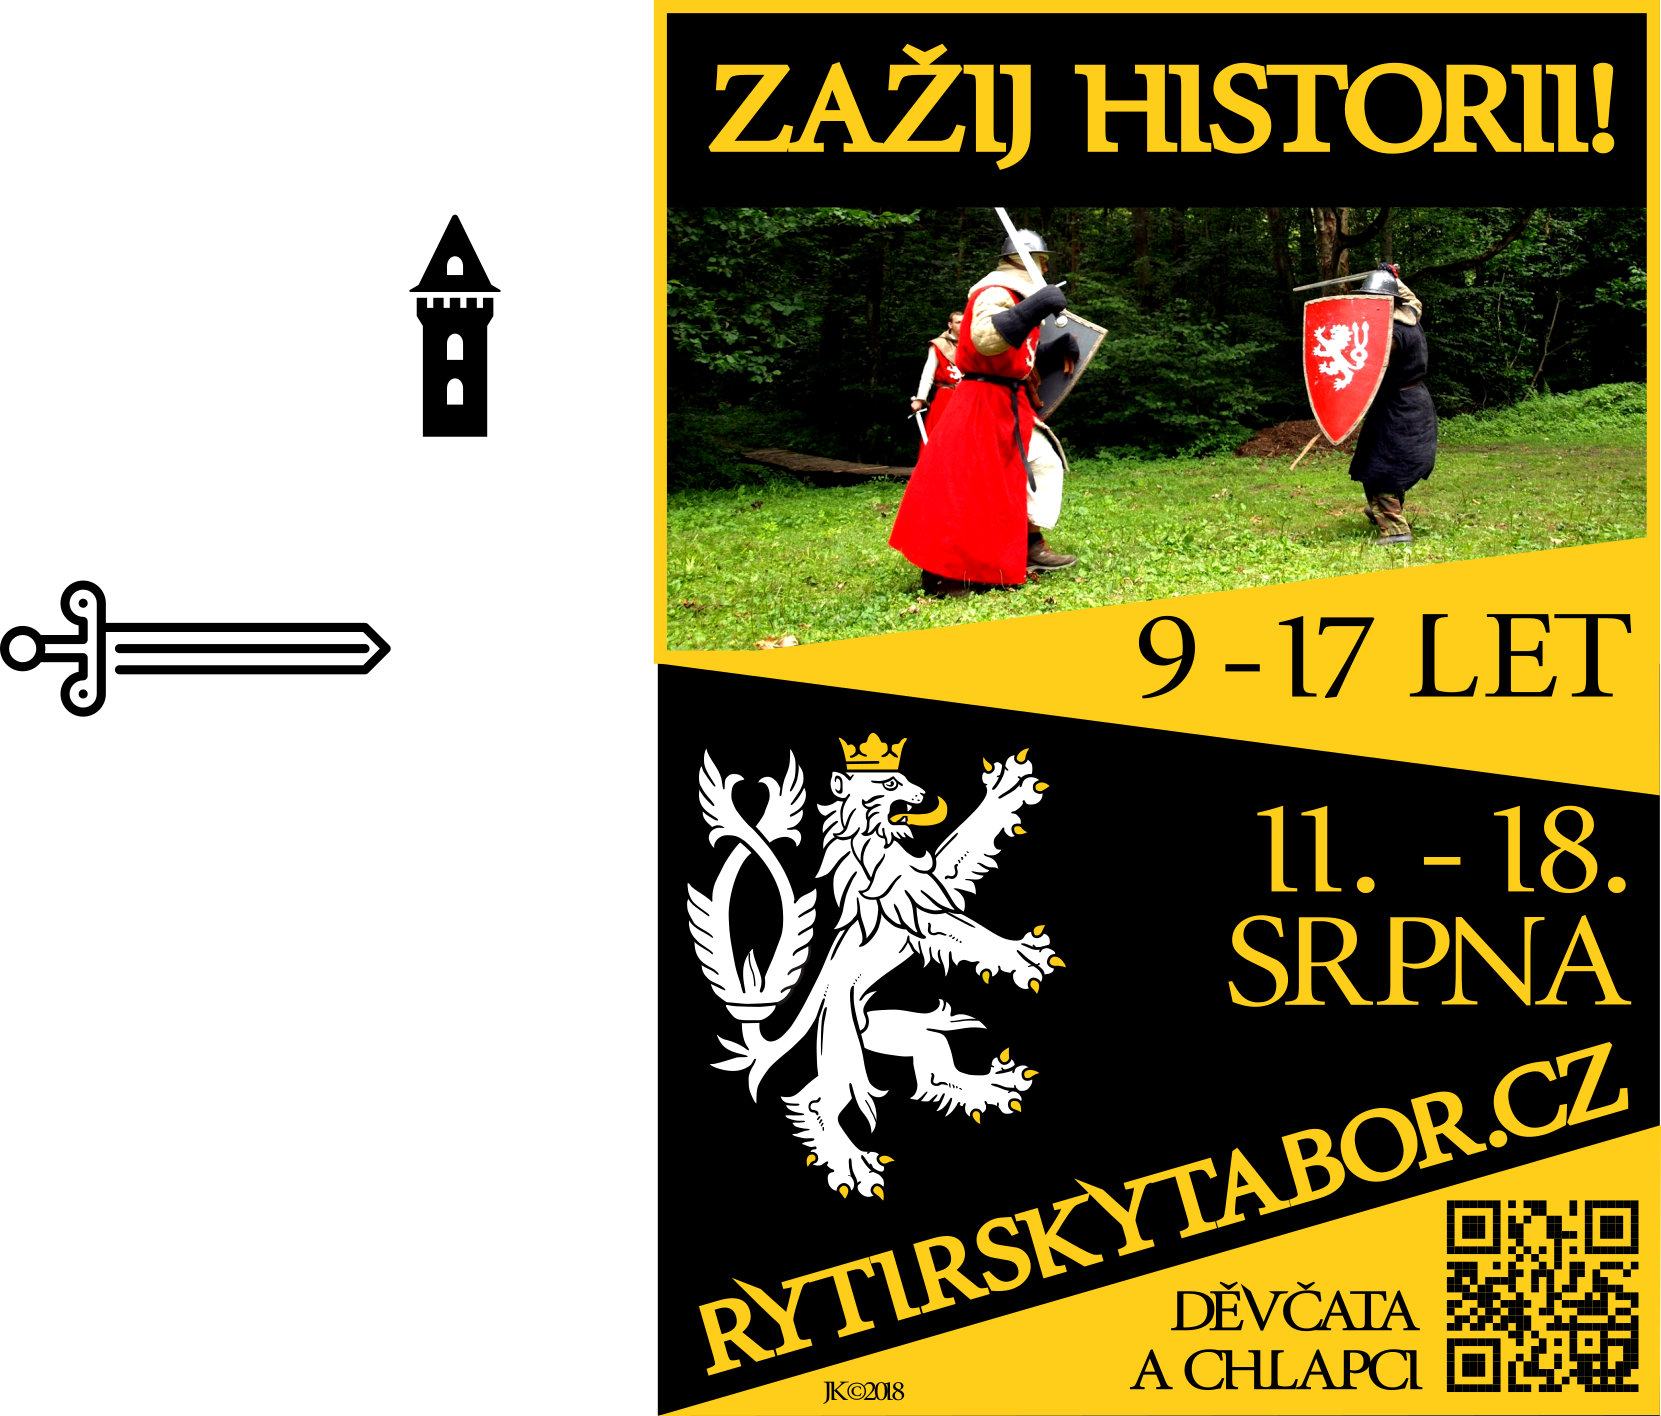 ZAŽIJ HISTORII!
9 - 17 LET
11. - 18.
SRPNA
RYTIRSKYTABOR.CZ
DĚVČATA
A CHLAPCI
JK©2018